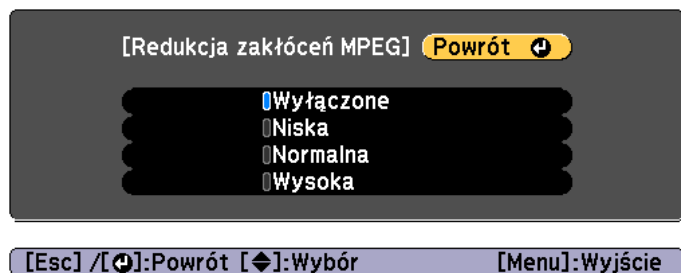 [Redukcja zakłóceń MPEG] Powrót
Wyłączone
Niska
Normalna
Wysoka
[Esc] /[⏎]:Powrót [◆]:Wybór [Menu]:Wyjście